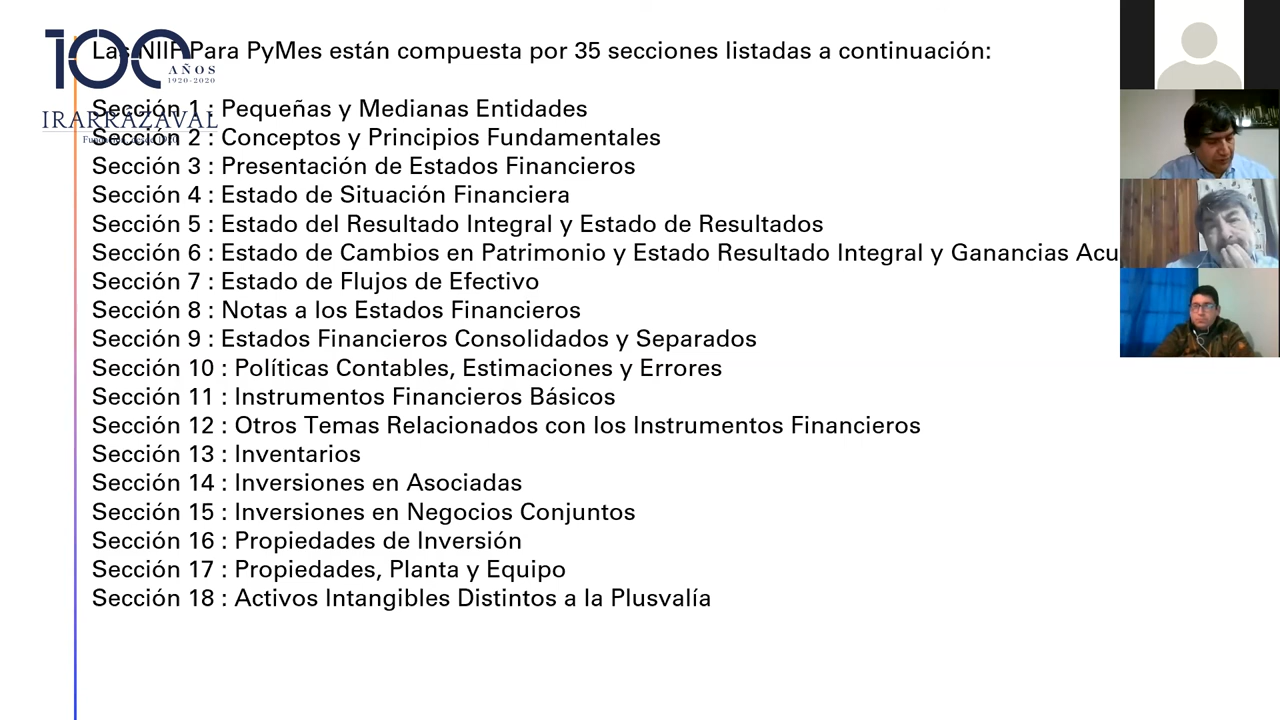 Las NIIF Para PyMes están compuesta por 35 secciones listadas a continuación:
100
AÑOS
1920-2020
IRARRAZAVAL
Sección 1 : Pequeñas y Medianas Entidades
Sección 2 : Conceptos y Principios Fundamentales
Sección 3 : Presentación de Estados Financieros
Sección 4 : Estado de Situación Financiera
Sección 5 : Estado del Resultado Integral y Estado de Resultados
Sección 6 : Estado de Cambios en Patrimonio y Estado Resultado Integral y Ganancias Acu
Sección 7 : Estado de Flujos de Efectivo
Sección 8 : Notas a los Estados Financieros
Sección 9 : Estados Financieros Consolidados y Separados
Sección 10 : Políticas Contables, Estimaciones y Errores
Sección 11 : Instrumentos Financieros Básicos
Sección 12 : Otros Temas Relacionados con los Instrumentos Financieros
Sección 13 : Inventarios
Sección 14 : Inversiones en Asociadas
Sección 15 : Inversiones en Negocios Conjuntos
Sección 16 : Propiedades de Inversión
Sección 17 : Propiedades, Planta y Equipo
Sección 18 : Activos Intangibles Distintos a la Plusvalía